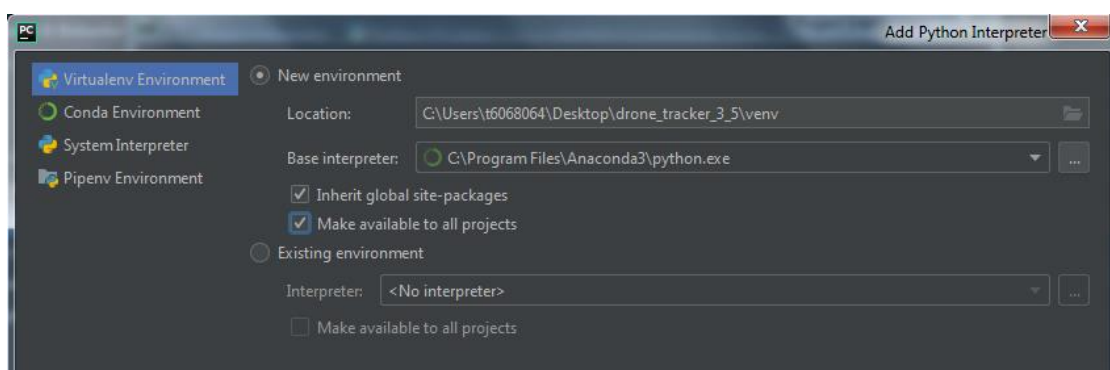 PC
Add Python Interpreter
Virtualenv Environment
Conda Environment
System Interpreter
Pipenv Environment
New environment
Location: C:\Users\t6068064\Desktop\drone_tracker_3_5\venv
Base interpreter: C:\Program Files\Anaconda3\python.exe ...
Inherit global site-packages
Make available to all projects
Existing environment
Interpreter: <No interpreter> ...
Make available to all projects